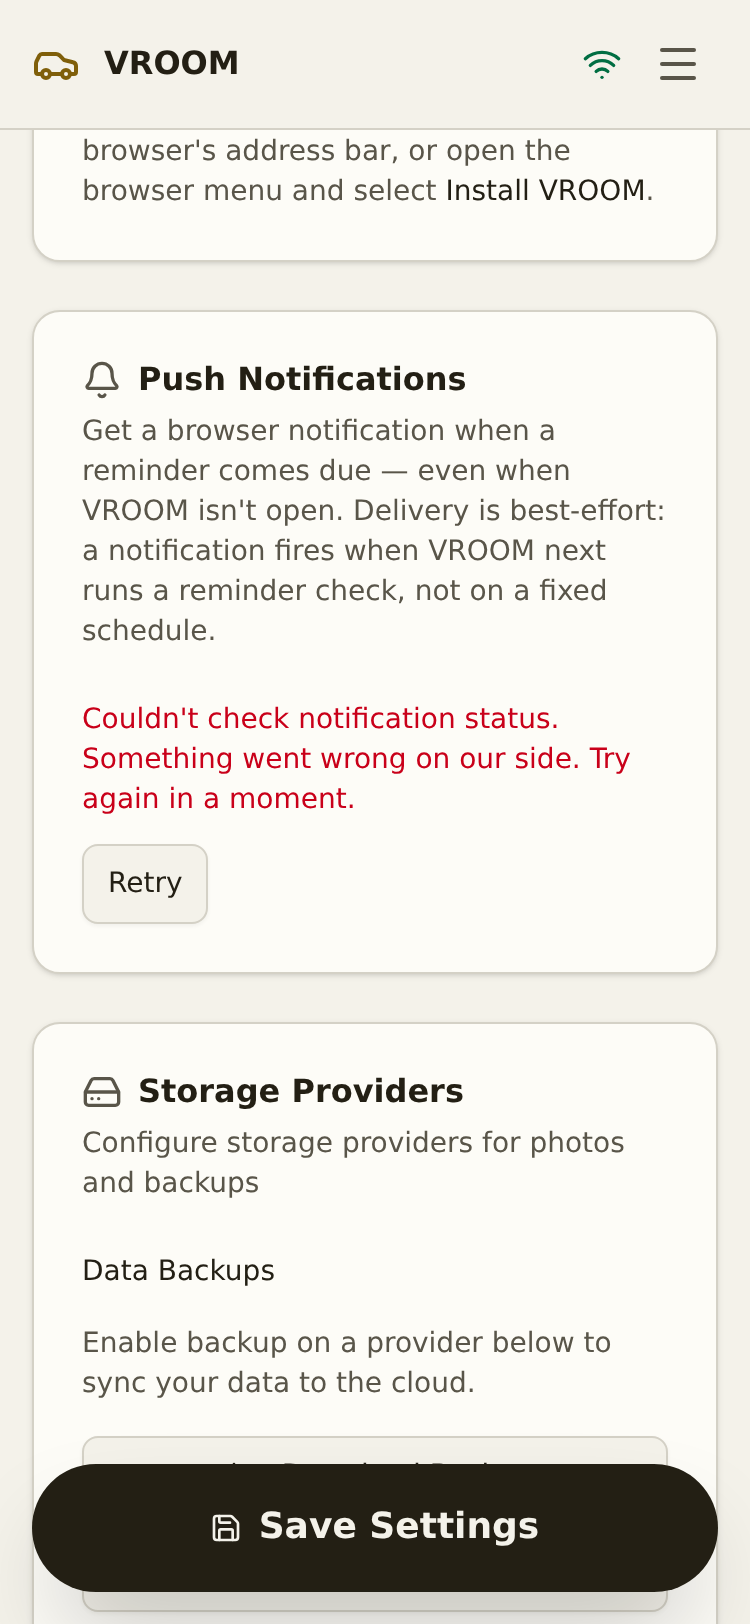 VROOM
browser's address bar, or open the
browser menu and select Install VROOM.
Push Notifications
Get a browser notification when a
reminder comes due — even when
VROOM isn't open. Delivery is best-effort:
a notification fires when VROOM next
runs a reminder check, not on a fixed
schedule.
Couldn't check notification status.
Something went wrong on our side. Try
again in a moment.
Retry
Storage Providers
Configure storage providers for photos
and backups
Data Backups
Enable backup on a provider below to
sync your data to the cloud.
Save Settings